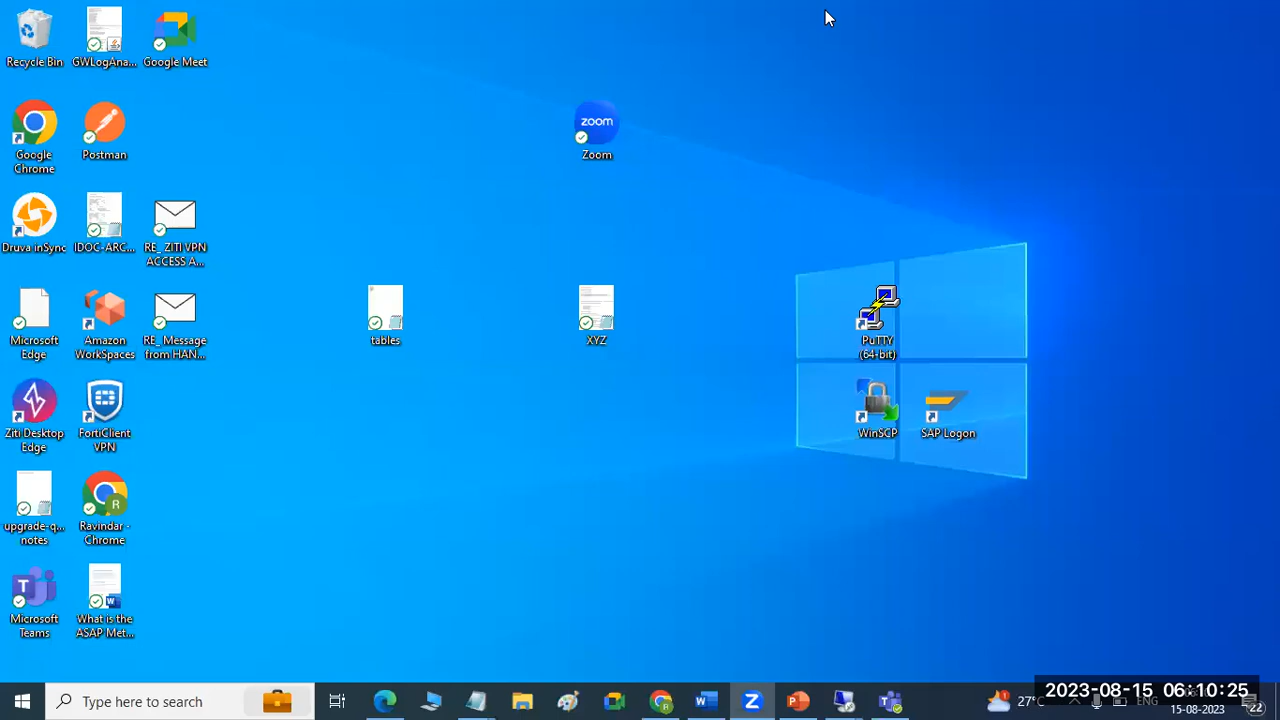 Recycle Bin
GWLogAna...
Google Meet
Google
Chrome
Postman
zoom
Zoom
Druva inSync
IDOC-ARC...
RE_ ZITI VPN
ACCESS A...
Microsoft
Edge
Amazon
WorkSpaces
RE_ Message
from HAN...
tables
XYZ
PuTTY
(64-bit)
Ziti Desktop
Edge
FortiClient
VPN
WinSCP
SAP Logon
upgrade-q...
notes
R
Ravindar -
Chrome
Microsoft
Teams
What is the
ASAP Met...
Type here to search
27°C
ENG
2023-08-15 06:10:25
15-08-2023
22